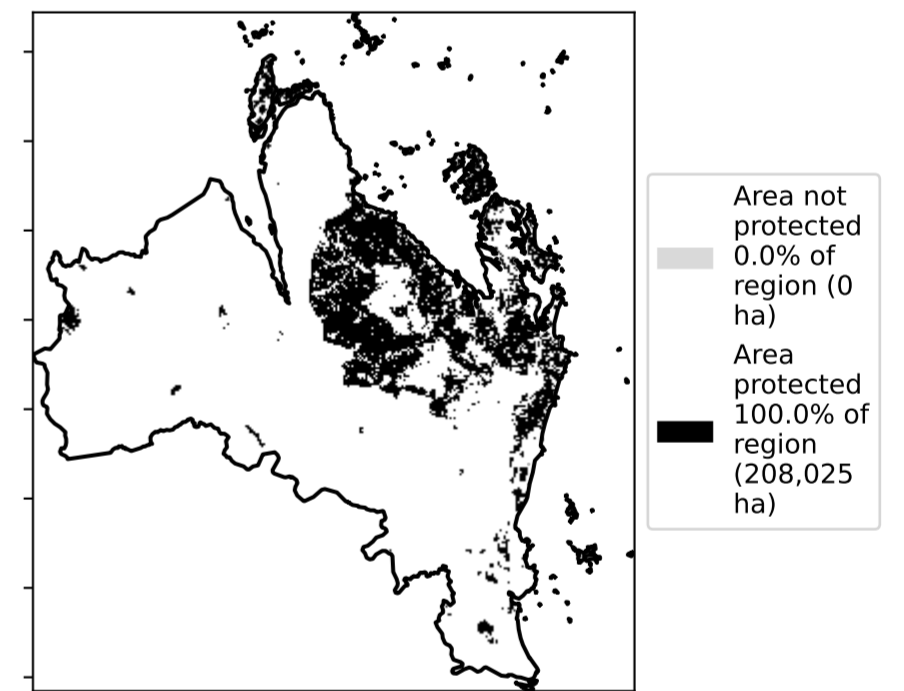 Area not
protected
0.0% of
region (0
ha)
Area
protected
100.0% of
region
(208,025
ha)